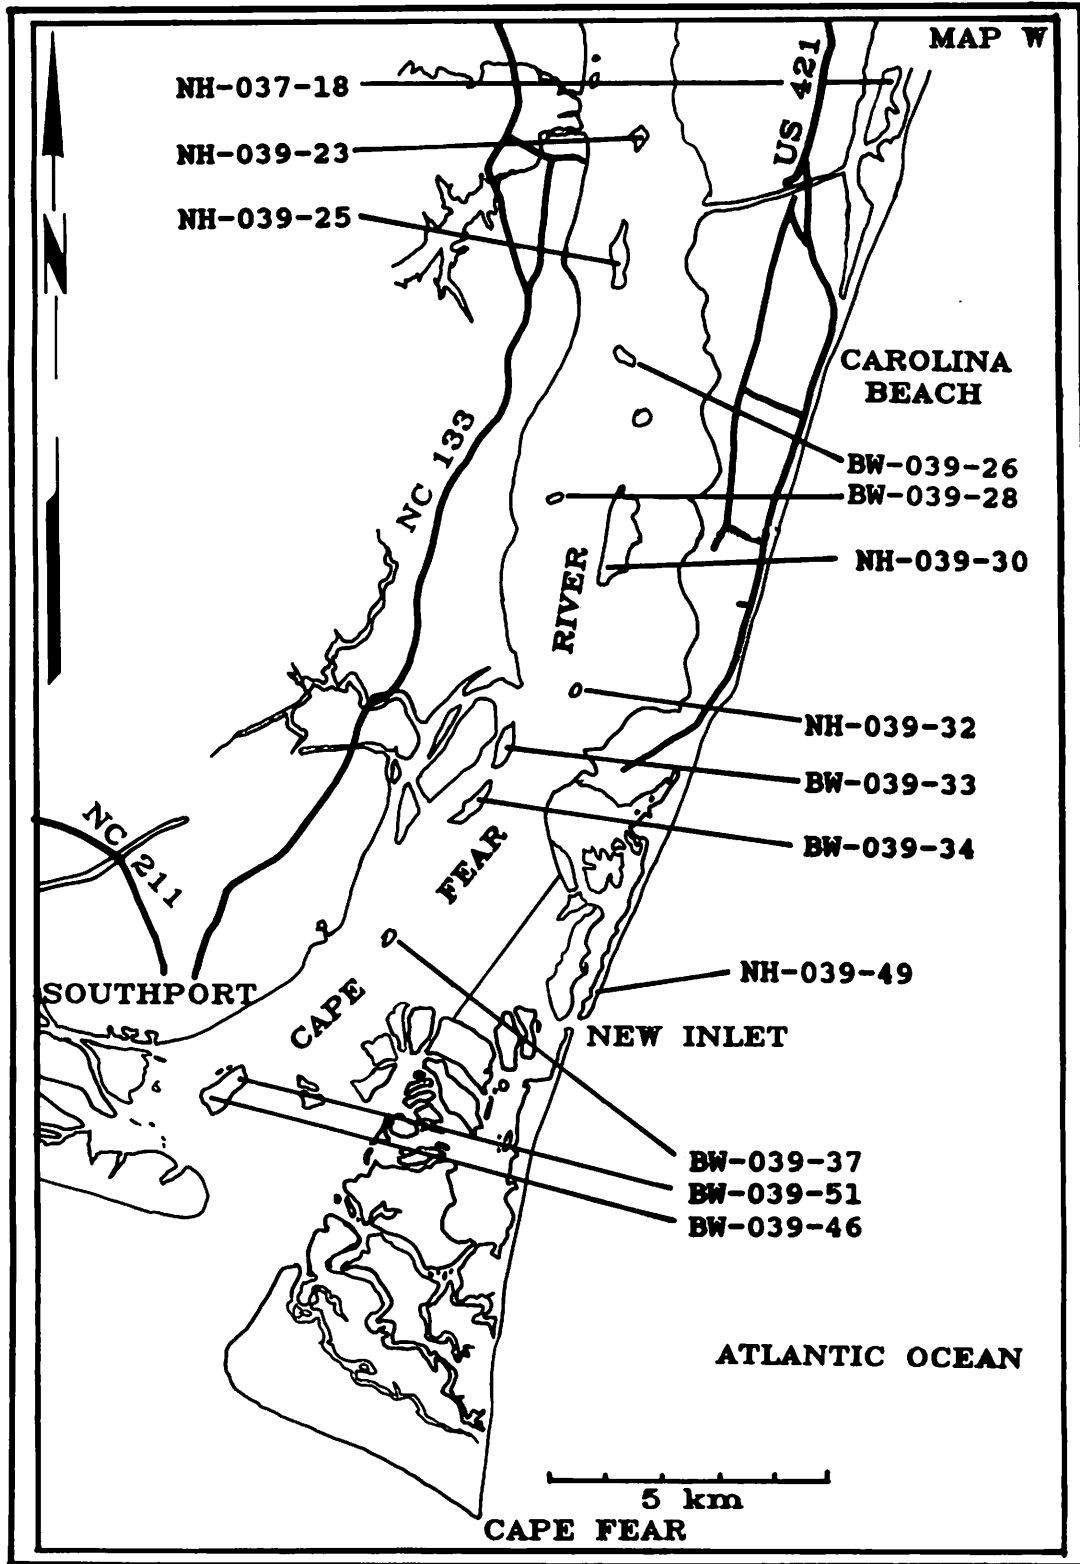 MAP W
NH-037-18
US 421
NH-039-23
NH-039-25
N
CAROLINA
BEACH
NC 133
BW-039-26
BW-039-28
NH-039-30
RIVER
NH-039-32
BW-039-33
NC 211
BW-039-34
FEAR
NH-039-49
SOUTHPORT
CAPE
NEW INLET
BW-039-37
BW-039-51
BW-039-46
ATLANTIC OCEAN
5 km
CAPE FEAR